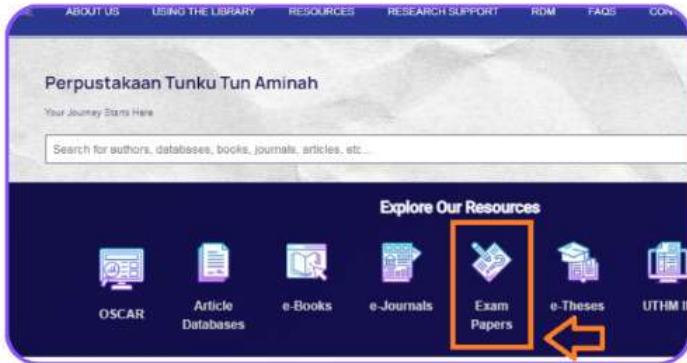 ABOUT US USING THE LIBRARY RESOURCES RESEARCH SUPPORT RDM FAQS CON
Perpustakaan Tunku Tun Aminah
Your Journey Starts Here
Search for authors, databases, books, journals, articles, etc...
Explore Our Resources
OSCAR
Article
Databases
e-Books
e-Journals
Exam
Papers
e-Theses
UTHM